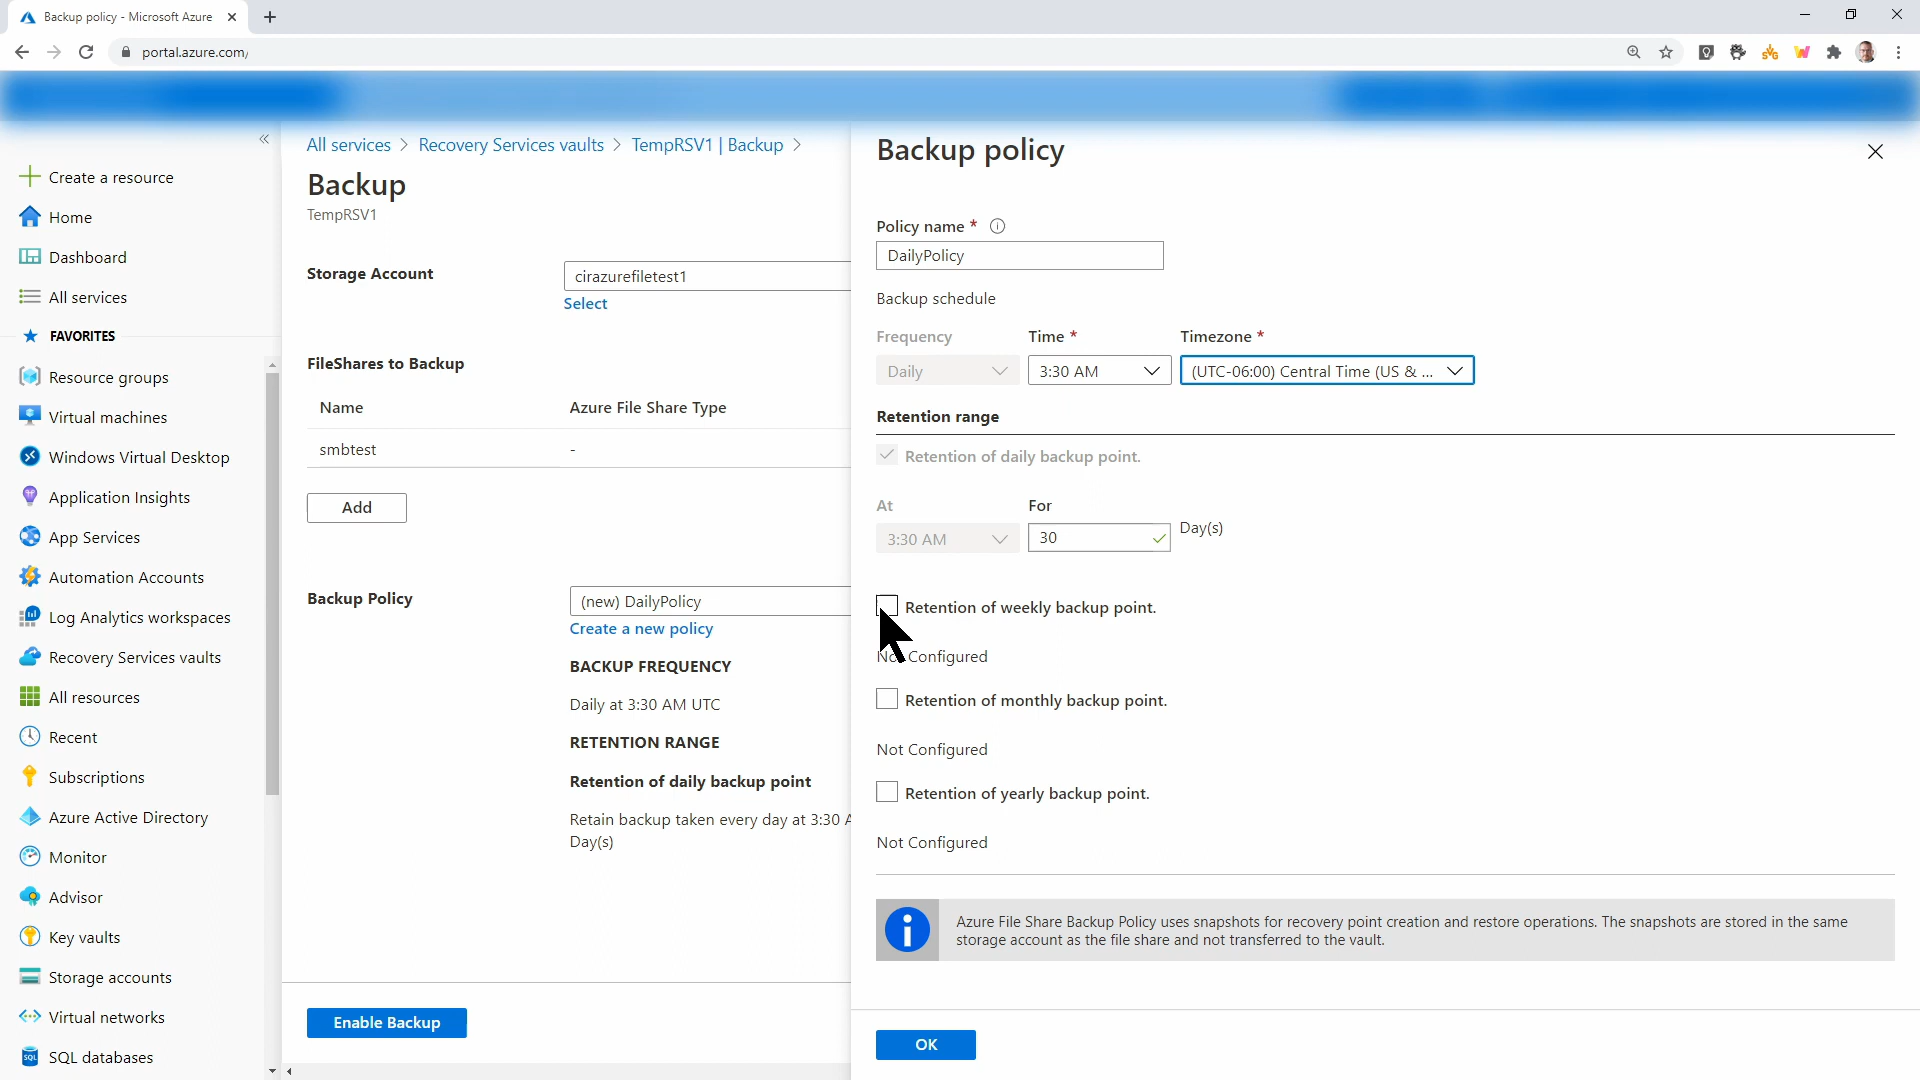 Backup policy - Microsoft Azure
portal.azure.com/
Create a resource
Home
Dashboard
All services
FAVORITES
Resource groups
Virtual machines
Windows Virtual Desktop
Application Insights
App Services
Automation Accounts
Log Analytics workspaces
Recovery Services vaults
All resources
Recent
Subscriptions
Azure Active Directory
Monitor
Advisor
Key vaults
Storage accounts
Virtual networks
SQL databases
All services > Recovery Services vaults > TempRSV1 | Backup >
Backup
TempRSV1
Storage Account
cirazurefiletest1
Select
FileShares to Backup
Name Azure File Share Type
smbtest -
Add
Backup Policy
(new) DailyPolicy
Create a new policy
BACKUP FREQUENCY
Daily at 3:30 AM UTC
RETENTION RANGE
Retention of daily backup point
Retain backup taken every day at 3:30
Day(s)
Enable Backup
Backup policy
Policy name *
DailyPolicy
Backup schedule
Frequency Time * Timezone *
Daily 3:30 AM (UTC-06:00) Central Time (US & ...
Retention range
Retention of daily backup point.
At For
3:30 AM 30 Day(s)
Retention of weekly backup point.
Configured
Retention of monthly backup point.
Not Configured
Retention of yearly backup point.
Not Configured
Azure File Share Backup Policy uses snapshots for recovery point creation and restore operations. The snapshots are stored in the same
storage account as the file share and not transferred to the vault.
OK